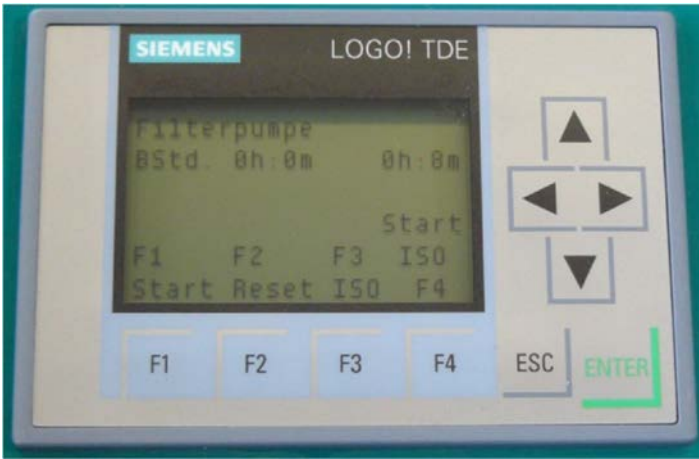 SIEMENS LOGO! TDE
Filterpumpe
BStd. 0h:0m 0h:8m
Start
F1 F2 F3 ISO
Start Reset ISO F4
F1 F2 F3 F4 ESC ENTER